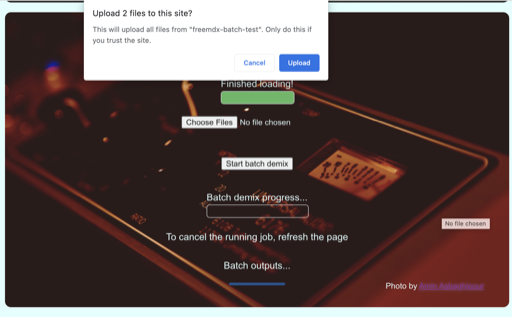 Upload 2 files to this site?
This will upload all files from "freemdx-batch-test". Only do this if
you trust the site.
Cancel
Upload
Finished loading!
Choose Files No file chosen
Start batch demix
Batch demix progress...
No file chosen
To cancel the running job, refresh the page
Batch outputs...
Photo by